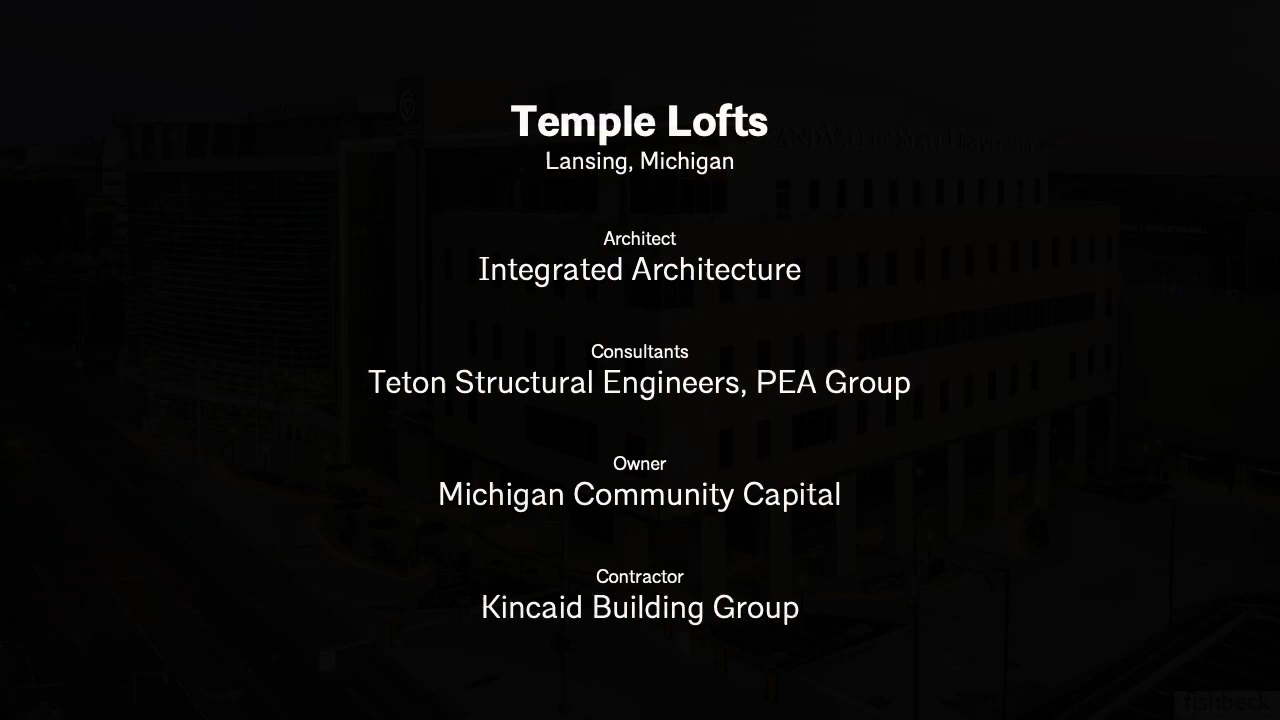 Temple Lofts
Lansing, Michigan
Architect
Integrated Architecture
Consultants
Teton Structural Engineers, PEA Group
Owner
Michigan Community Capital
Contractor
Kincaid Building Group
fishbeck